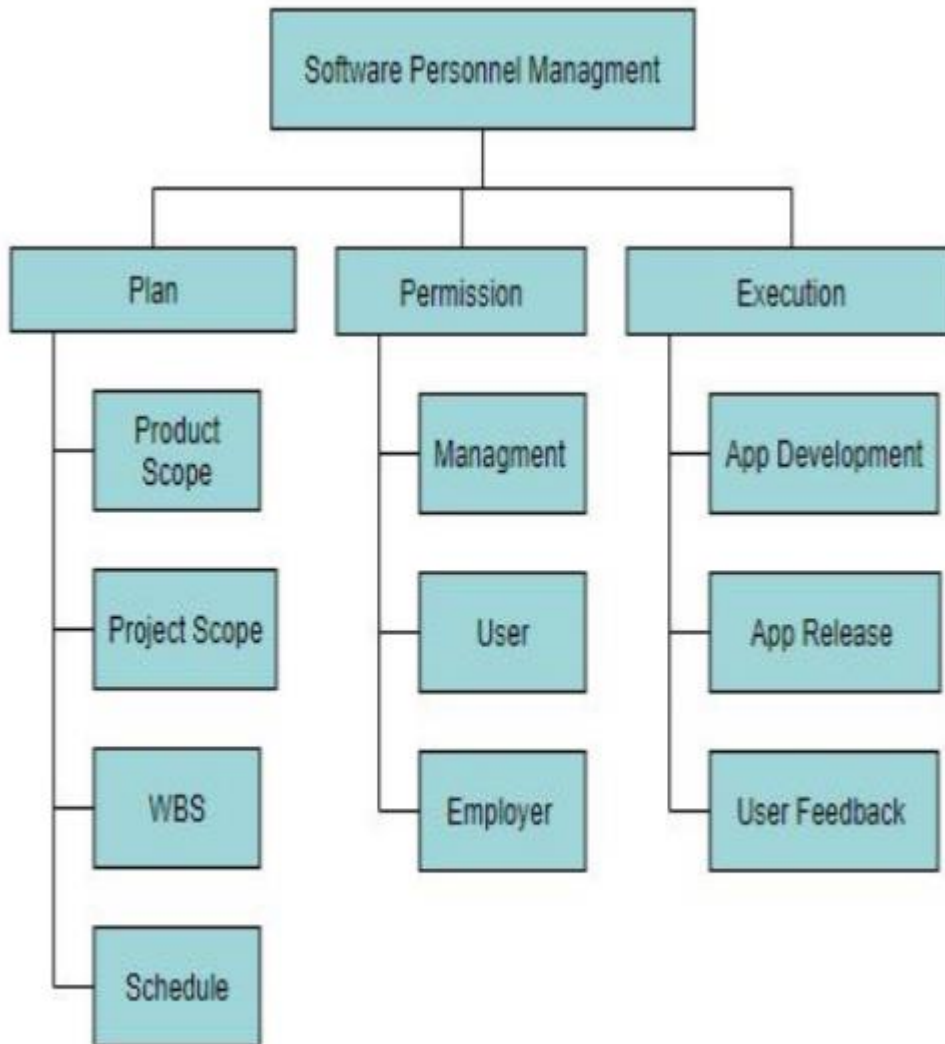 Software Personnel Managment
Plan
Permission
Execution
Product
Scope
Managment
App Development
Project Scope
User
App Release
WBS
Employer
User Feedback
Schedule